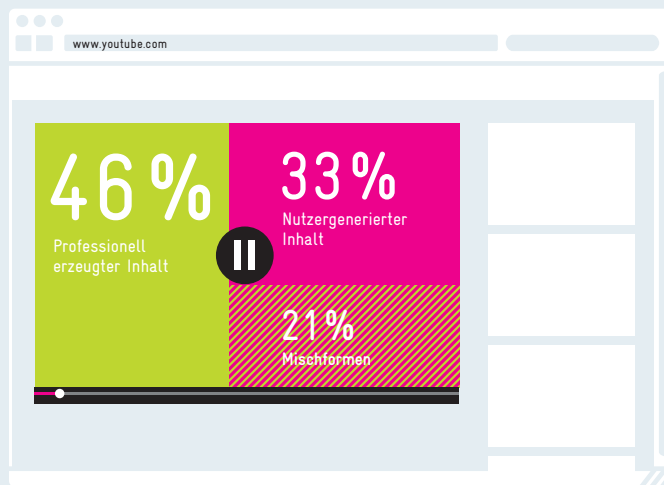 www.youtube.com
46%
Professionell
erzeugter Inhalt
33%
Nutzergenerierter
Inhalt
21%
Mischformen